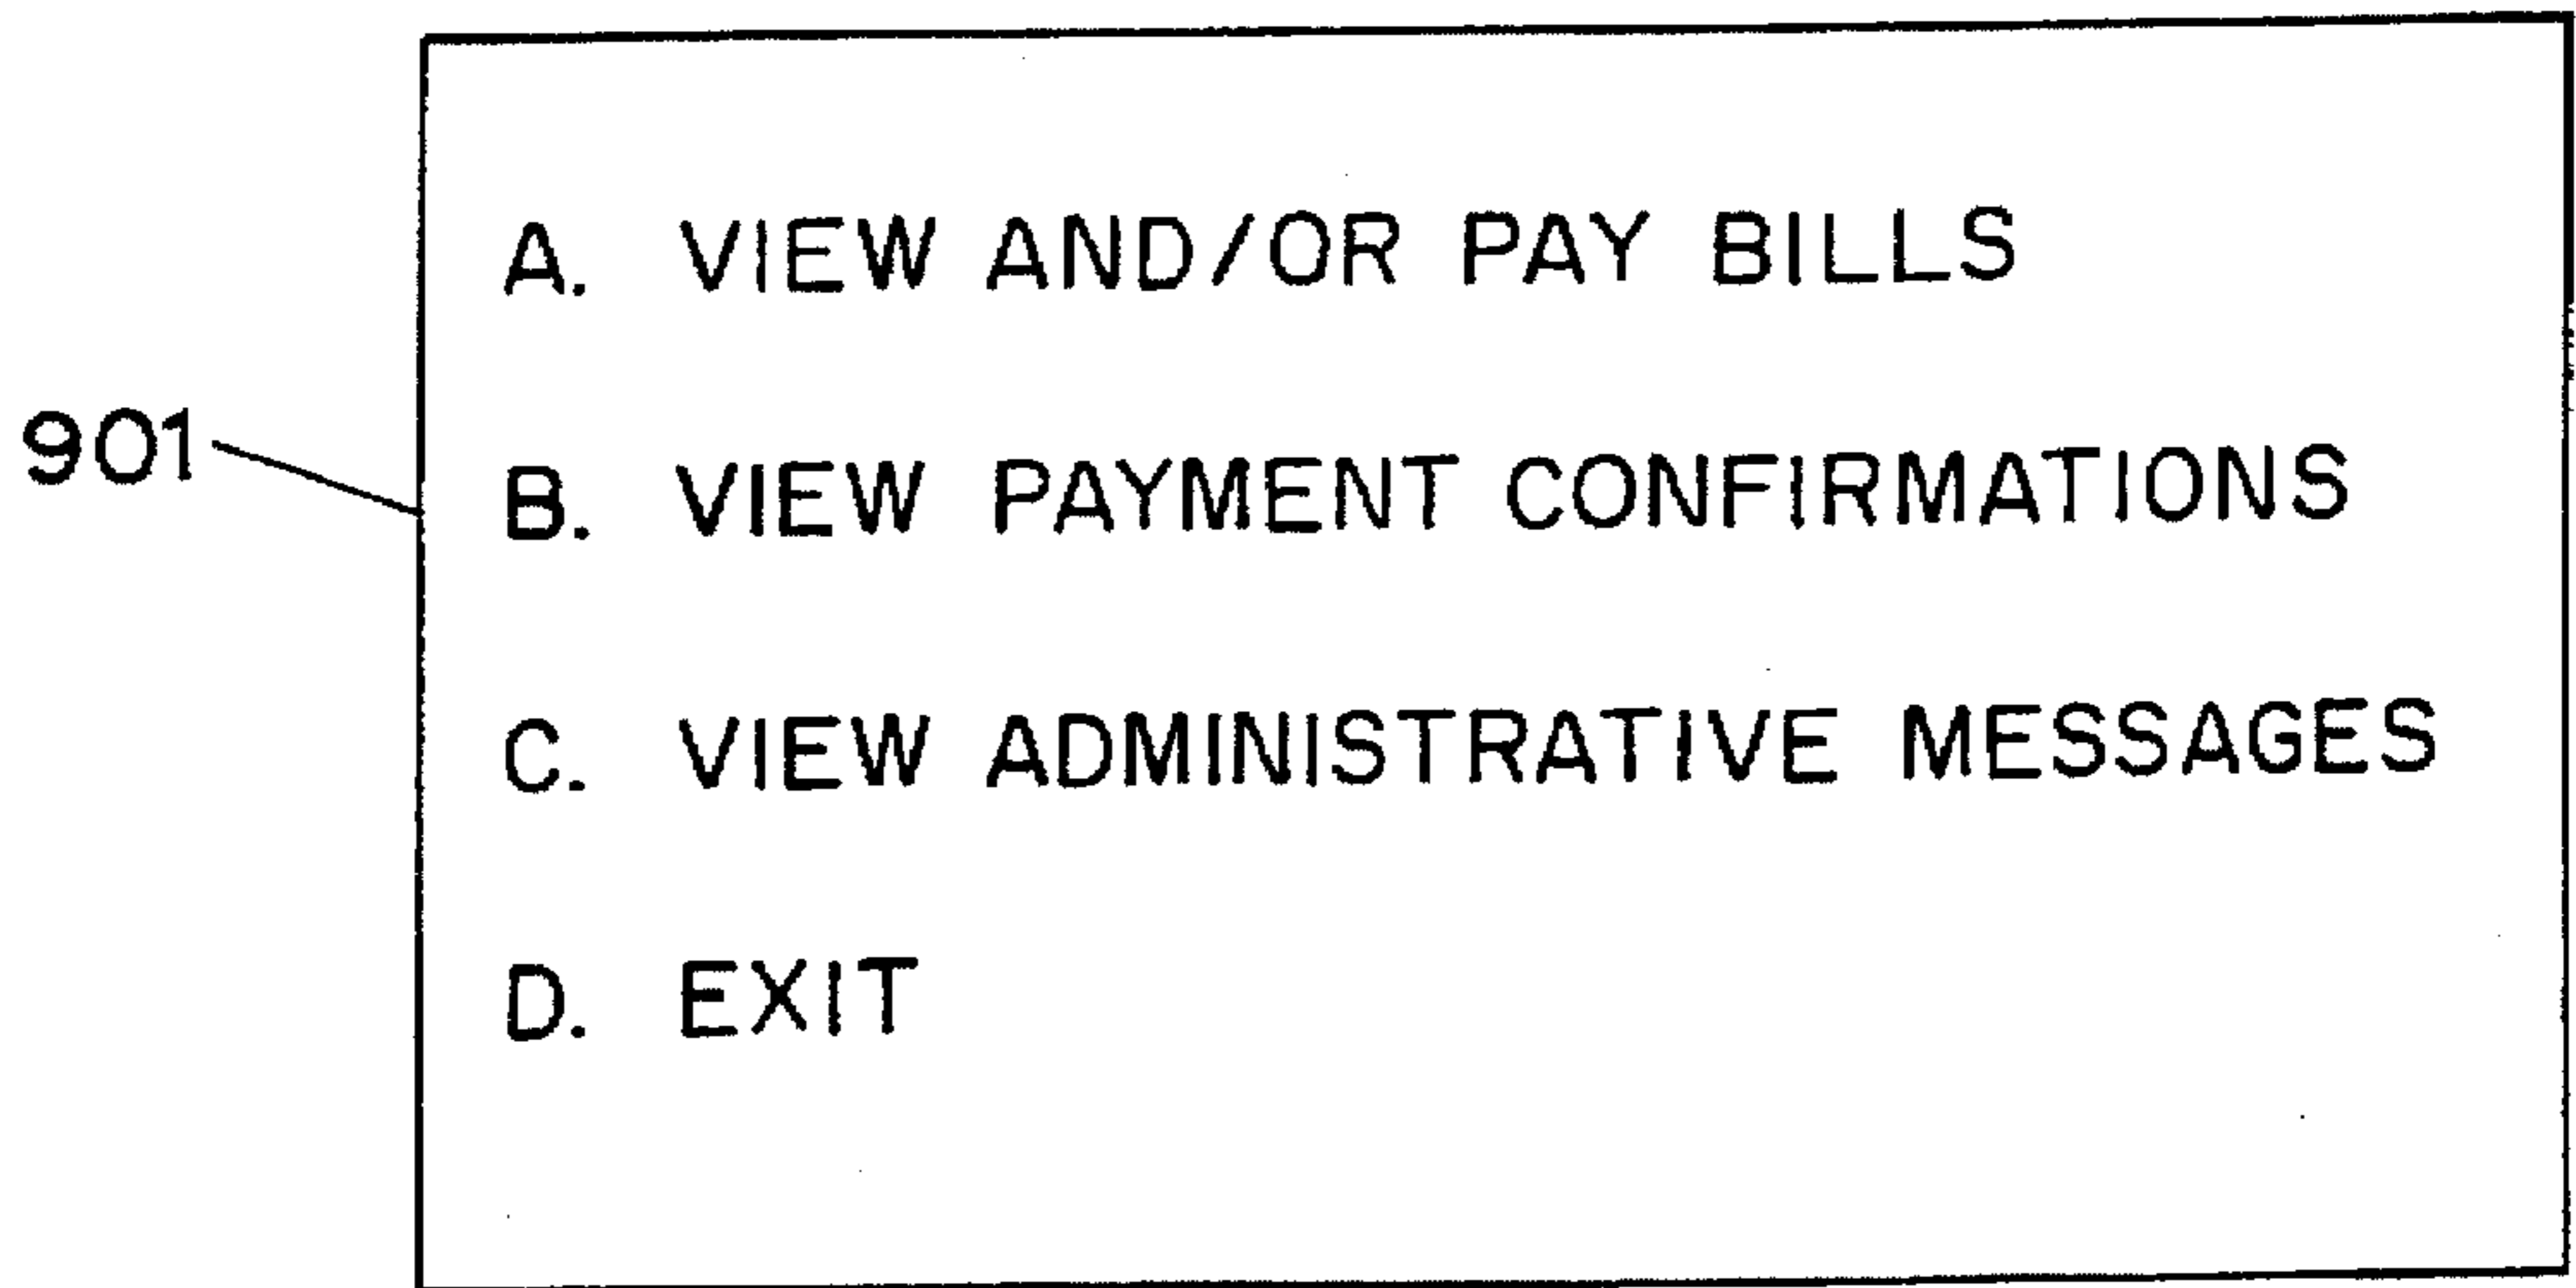 A. VIEW AND/OR PAY BILLS
901
B. VIEW PAYMENT CONFIRMATIONS
C. VIEW ADMINISTRATIVE MESSAGES
D. EXIT